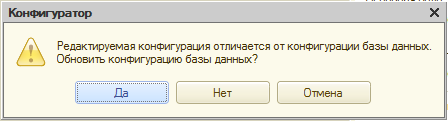 Конфигуратор
Редактируемая конфигурация отличается от конфигурации базы данных.
Обновить конфигурацию базы данных?
Да Нет Отмена